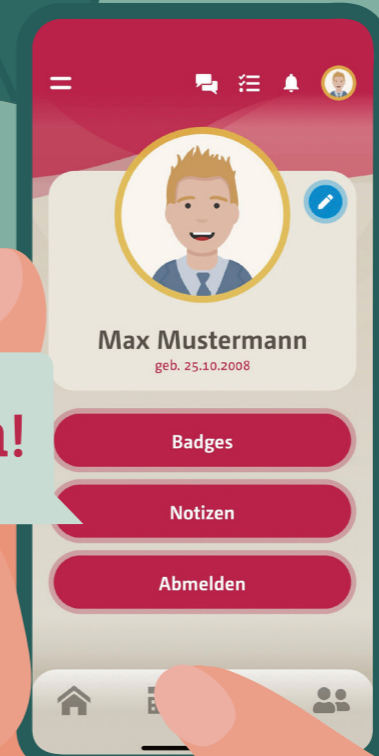 Max Mustermann
geb. 25.10.2008
Badges
Notizen
Abmelden